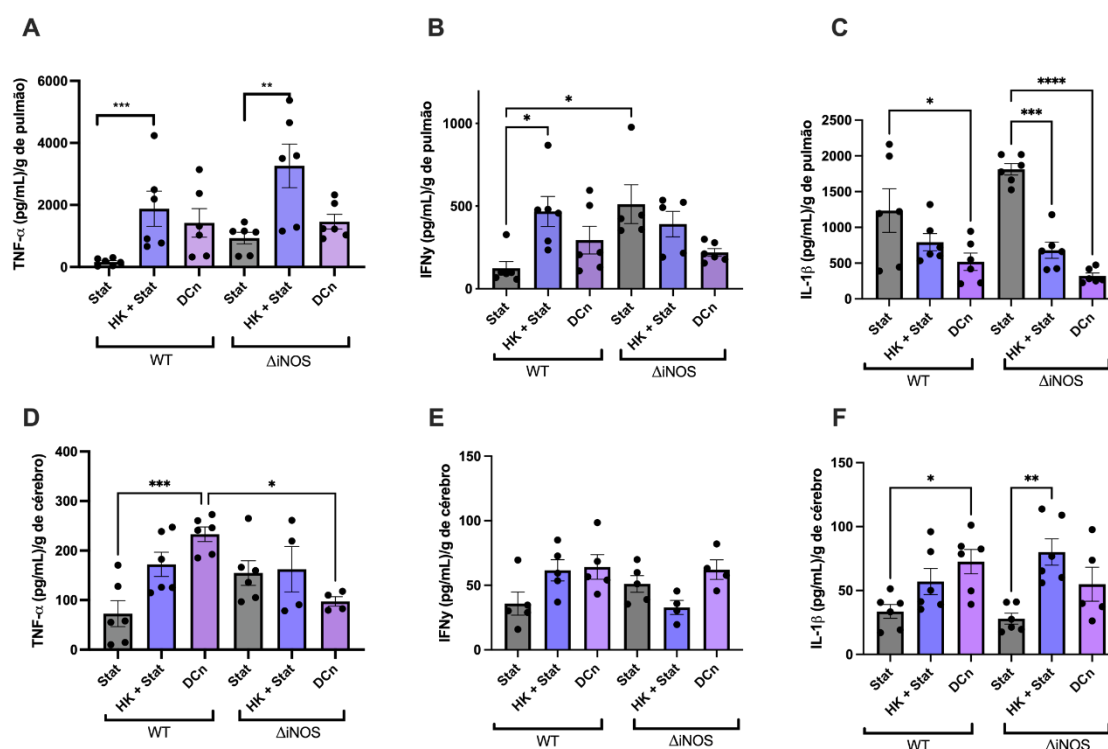 A
TNF-α (pg/mL)/g de pulmão
6000
4000
2000
0
***
**
Stat
HK + Stat
DCn
Stat
HK + Stat
DCn
WT
ΔiNOS
B
IFNy (pg/mL)/g de pulmão
1000
500
0
*
*
Stat
HK + Stat
DCn
Stat
HK + Stat
DCn
WT
ΔiNOS
C
IL-1β (pg/mL)/g de pulmão
2500
2000
1500
1000
500
0
*
****
***
Stat
HK + Stat
DCn
Stat
HK + Stat
DCn
WT
ΔiNOS
D
TNF-α (pg/mL)/g de cérebro)
400
300
200
100
0
***
*
Stat
HK + Stat
DCn
Stat
HK + Stat
DCn
WT
ΔiNOS
E
IFNy (pg/mL)/g de cérebro)
150
100
50
0
Stat
HK + Stat
DCn
Stat
HK + Stat
DCn
WT
ΔiNOS
F
IL-1β (pg/mL)/g de cérebro)
150
100
50
0
*
**
Stat
HK + Stat
DCn
Stat
HK + Stat
DCn
WT
ΔiNOS